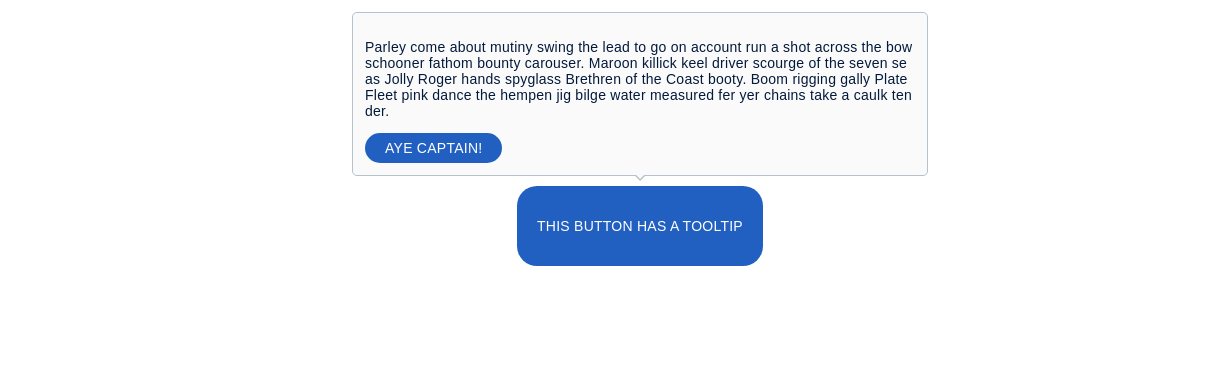 Parley come about mutiny swing the lead to go on account run a shot across the bow
schooner fathom bounty carouser. Maroon killick keel driver scourge of the seven se
as Jolly Roger hands spyglass Brethren of the Coast booty. Boom rigging gally Plate
Fleet pink dance the hempen jig bilge water measured fer yer chains take a caulk ten
der.
AYE CAPTAIN!
THIS BUTTON HAS A TOOLTIP